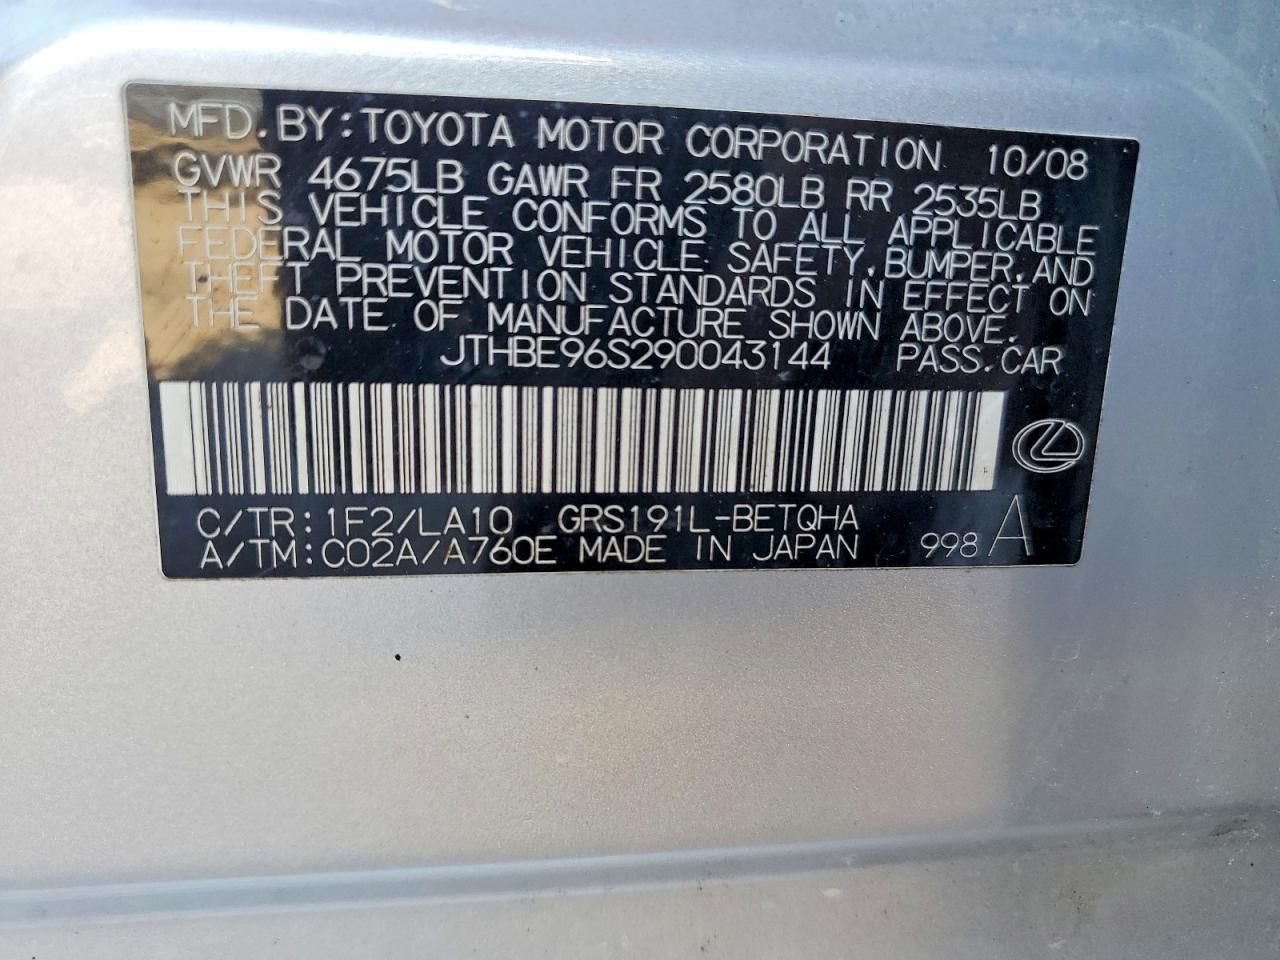 MFD.BY:TOYOTA MOTOR CORPORATION 10/08
GVWR 4675LB GAWR FR 2580LB RR 2535LB
THIS VEHICLE CONFORMS TO ALL APPLICABLE
FEDERAL MOTOR VEHICLE SAFETY,BUMPER,AND
THEFT PREVENTION STANDARDS IN EFFECT ON
THE DATE OF MANUFACTURE SHOWN ABOVE.
JTHBE96S290043144 PASS.CAR
C/TR:1F2/LA10 GRS191L-BETQHA
A/TM:C02A/A760E MADE IN JAPAN 998 A